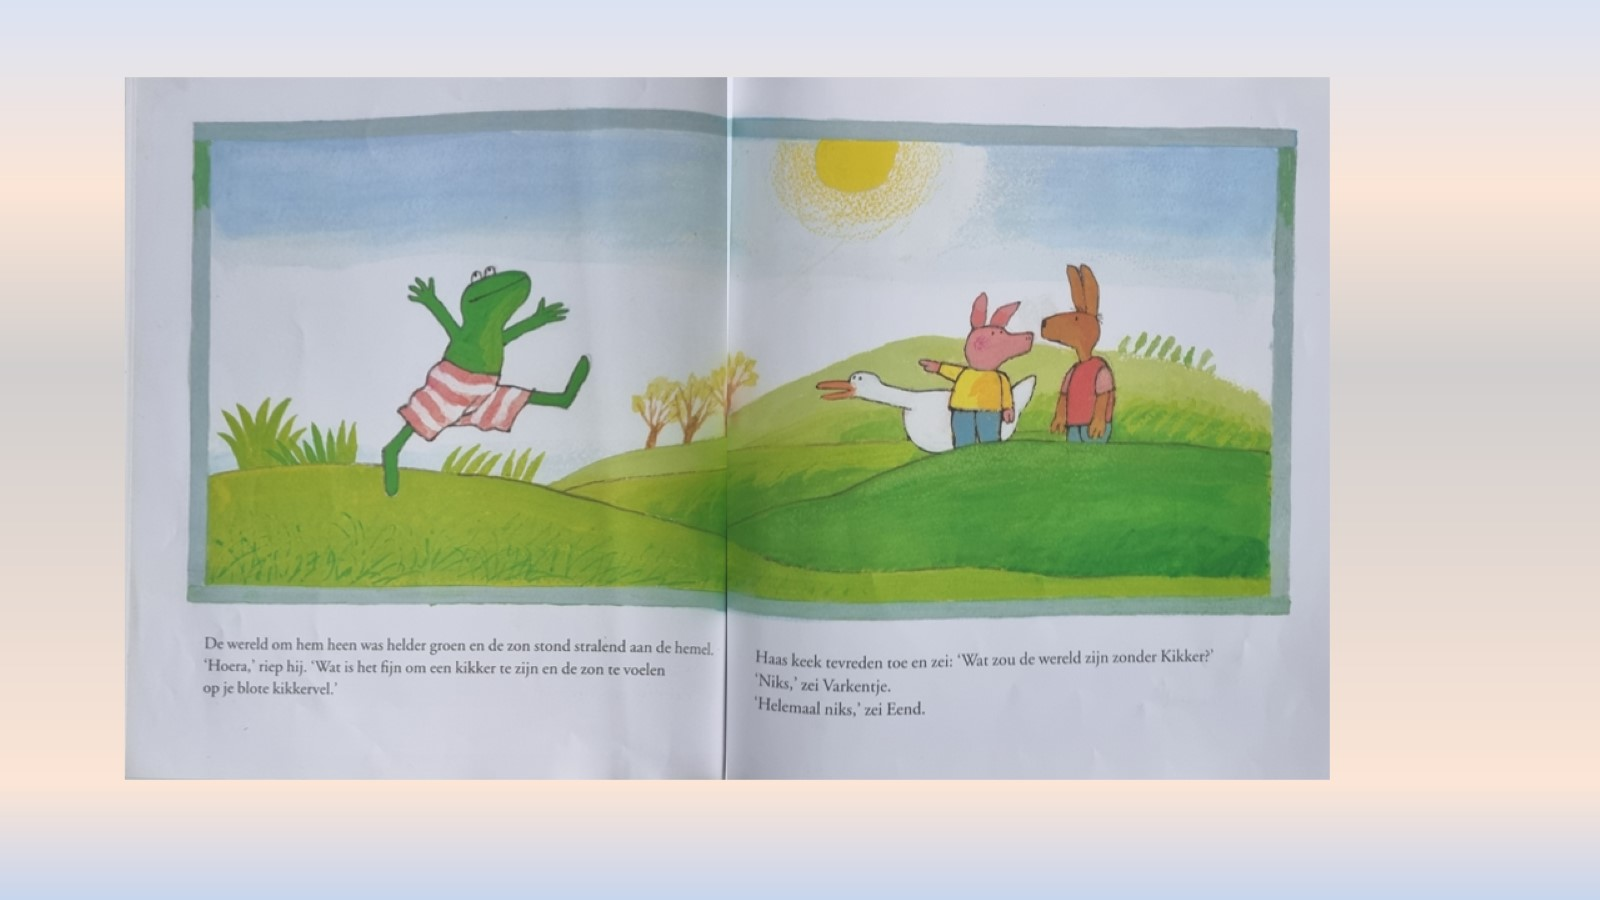 De wereld om hem heen was helder groen en de zon stond stralend aan de hemel.
‘Hoera,’ riep hij. ‘Wat is het fijn om een kikker te zijn en de zon te voelen
op je blote kikkervel.’
Haas keek tevreden toe en zei: ‘Wat zou de wereld zijn zonder Kikker?’
‘Niks,’ zei Varkentje.
‘Helemaal niks,’ zei Eend.